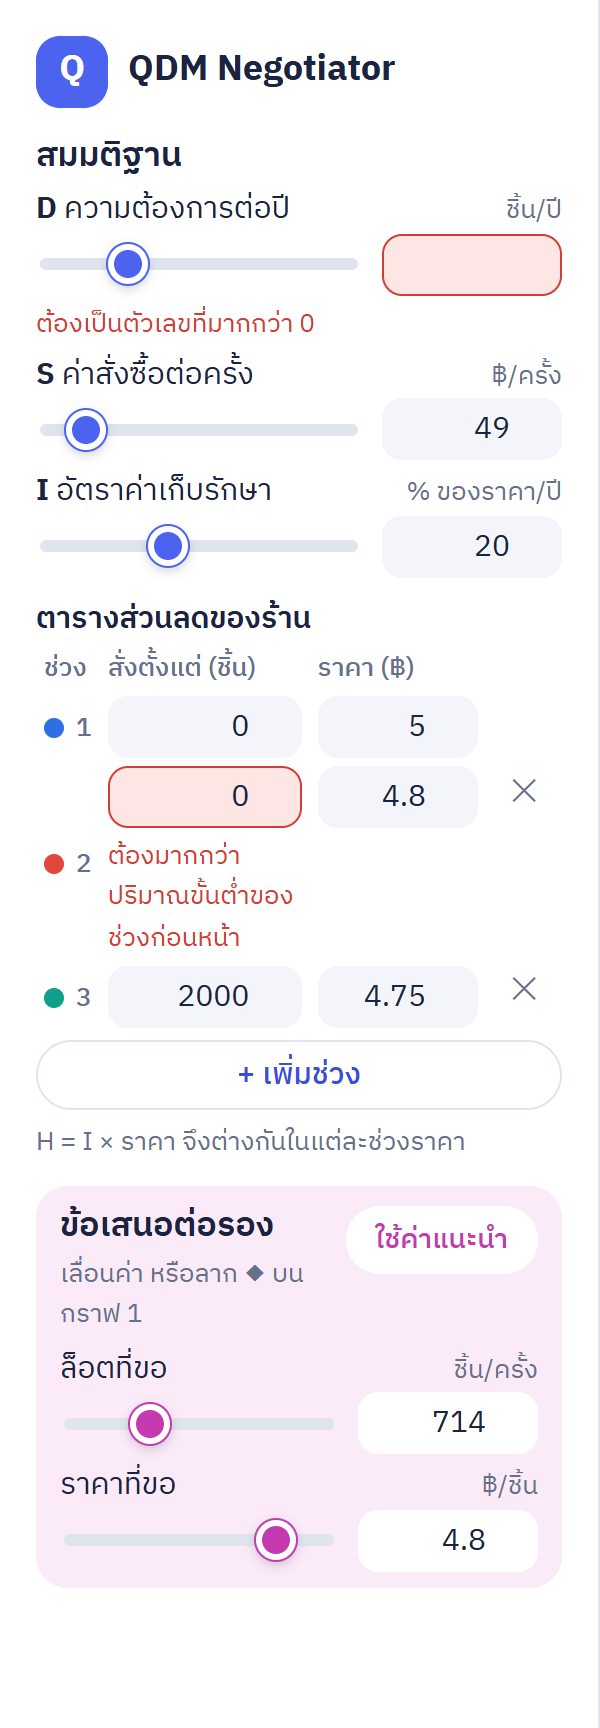 Q QDM Negotiator
สมมติฐาน
D ความต้องการต่อปี ชิ้น/ปี
ต้องเป็นตัวเลขที่มากกว่า 0
S ค่าสั่งซื้อต่อครั้ง ฿/ครั้ง
49
I อัตราค่าเก็บรักษา % ของราคา/ปี
20
ตารางส่วนลดของร้าน
ช่วง สั่งตั้งแต่ (ชิ้น) ราคา (฿)
1 0 5
0 4.8 ×
2 ต้องมากกว่า
ปริมาณขั้นต่ำของ
ช่วงก่อนหน้า
3 2000 4.75 ×
+ เพิ่มช่วง
H = I × ราคา จึงต่างกันในแต่ละช่วงราคา
ข้อเสนอต่อรอง ใช้ค่าแนะนำ
เลื่อนค่า หรือลาก ◆ บน
กราฟ 1
ล็อตที่ขอ ชิ้น/ครั้ง
714
ราคาที่ขอ ฿/ชิ้น
4.8